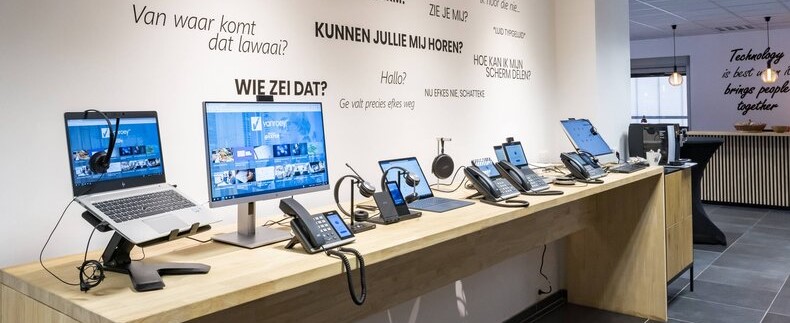 Van waar komt
dat lawaai?
ZIE JE MIJ?
KUNNEN JULLIE MIJ HOREN?
"LUID TYPGELUID"
HOE KAN IK MIJN
SCHERM DELEN?
Hallo?
WIE ZEI DAT?
NU EFKES NIE, SCHATTEKE
Ge valt precies efkes weg
Technology
is best
brings people
together
vanroey
vanroey